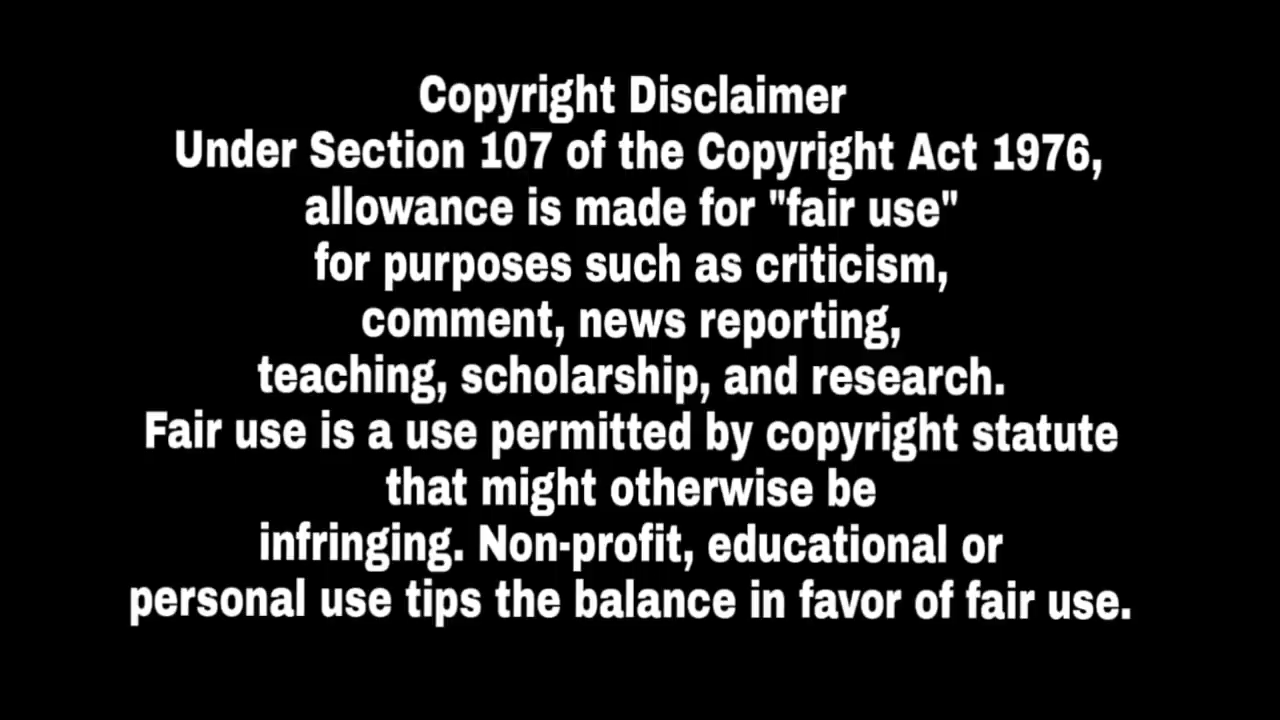 Copyright Disclaimer
Under Section 107 of the Copyright Act 1976,
allowance is made for "fair use"
for purposes such as criticism,
comment, news reporting,
teaching, scholarship, and research.
Fair use is a use permitted by copyright statute
that might otherwise be
infringing. Non-profit, educational or
personal use tips the balance in favor of fair use.